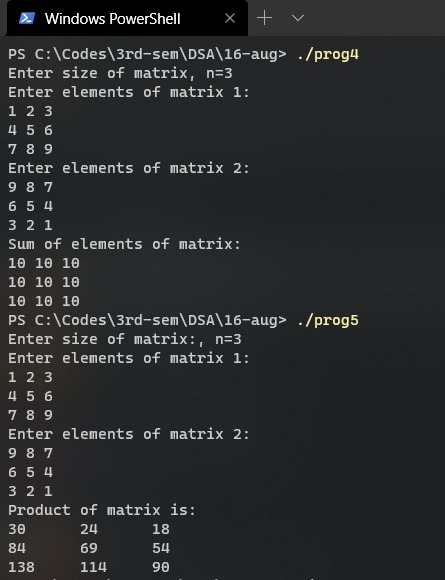 Windows PowerShell
PS C:\Codes\3rd-sem\DSA\16-aug> ./prog4
Enter size of matrix, n=3
Enter elements of matrix 1:
1 2 3
4 5 6
7 8 9
Enter elements of matrix 2:
9 8 7
6 5 4
3 2 1
Sum of elements of matrix:
10 10 10
10 10 10
10 10 10
PS C:\Codes\3rd-sem\DSA\16-aug> ./prog5
Enter size of matrix:, n=3
Enter elements of matrix 1:
1 2 3
4 5 6
7 8 9
Enter elements of matrix 2:
9 8 7
6 5 4
3 2 1
Product of matrix is:
30 24 18
84 69 54
138 114 90